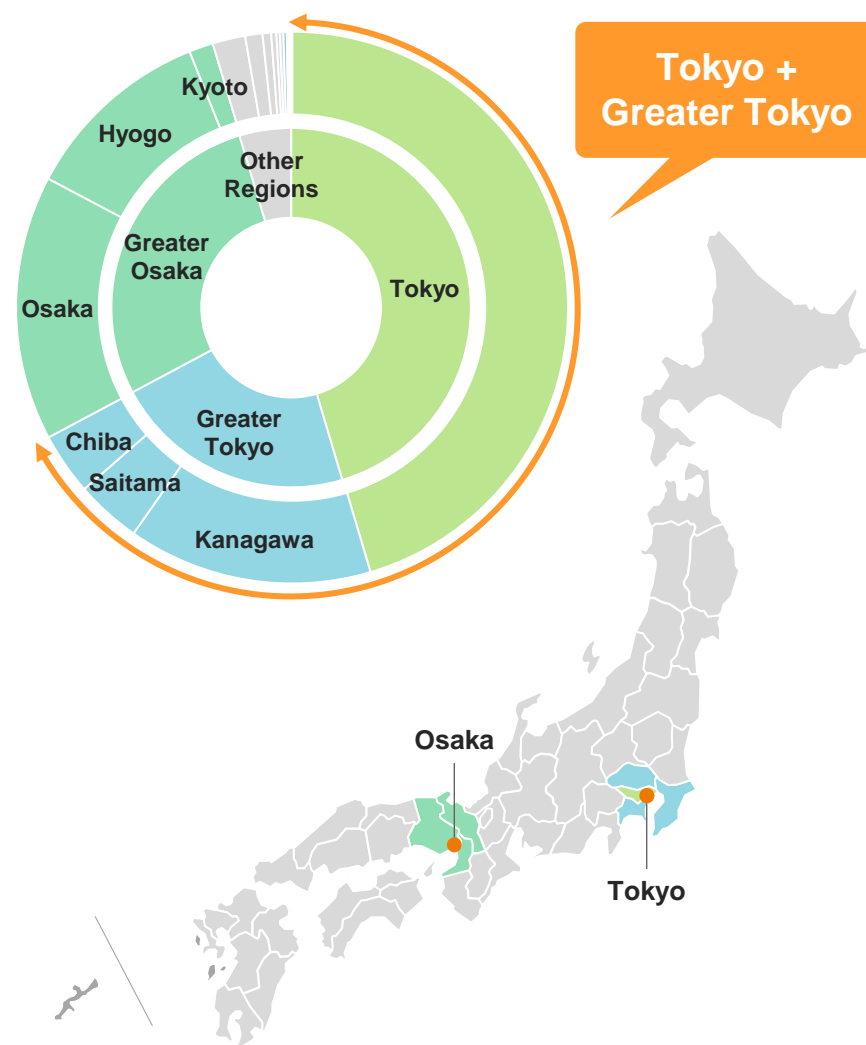 Tokyo +
Greater Tokyo
Kyoto
Hyogo
Other
Regions
Greater
Osaka
Tokyo
Osaka
Greater
Tokyo
Chiba
Saitama
Kanagawa
Osaka
Tokyo